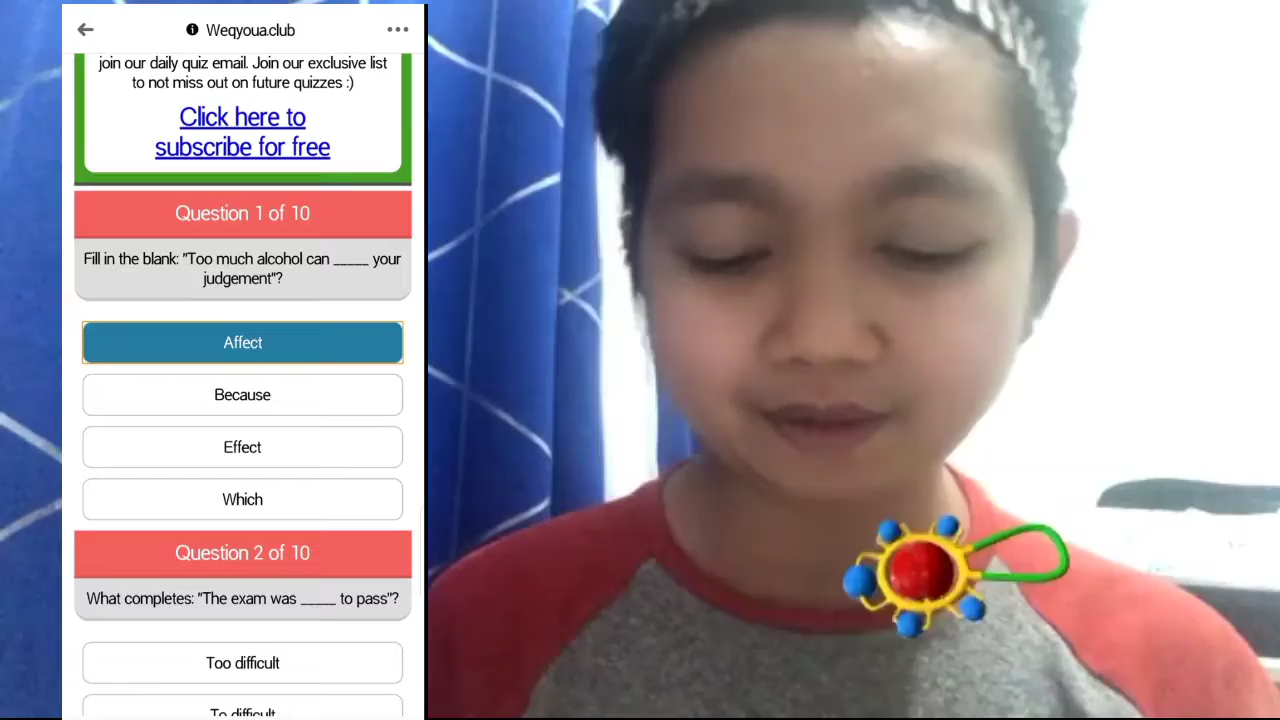 Weqyoua.club
join our daily quiz email. Join our exclusive list
to not miss out on future quizzes :)
Click here to
subscribe for free
Question 1 of 10
Fill in the blank: "Too much alcohol can _____ your
judgement"?
Affect
Because
Effect
Which
Question 2 of 10
What completes: "The exam was _____ to pass"?
Too difficult
To difficult